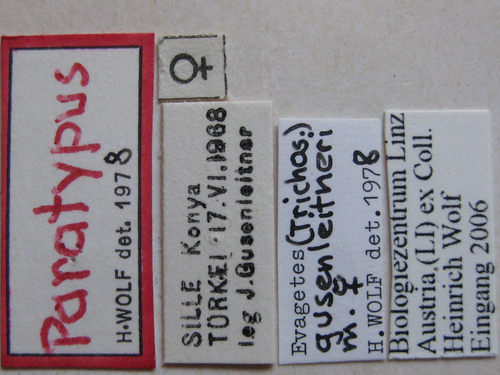 Paratypus
H.WOLF det. 1978
♀
SILLE Konya
TÜRKEI 17.VI.1968
leg J.Gusenleitner
Evagetes (Trichos.)
gusenleitneri
m. ♀
H.WOLF det. 1978
Biologiezentrum Linz
Austria,(LI) ex Coll.
Heinrich Wolf
Eingang 2006